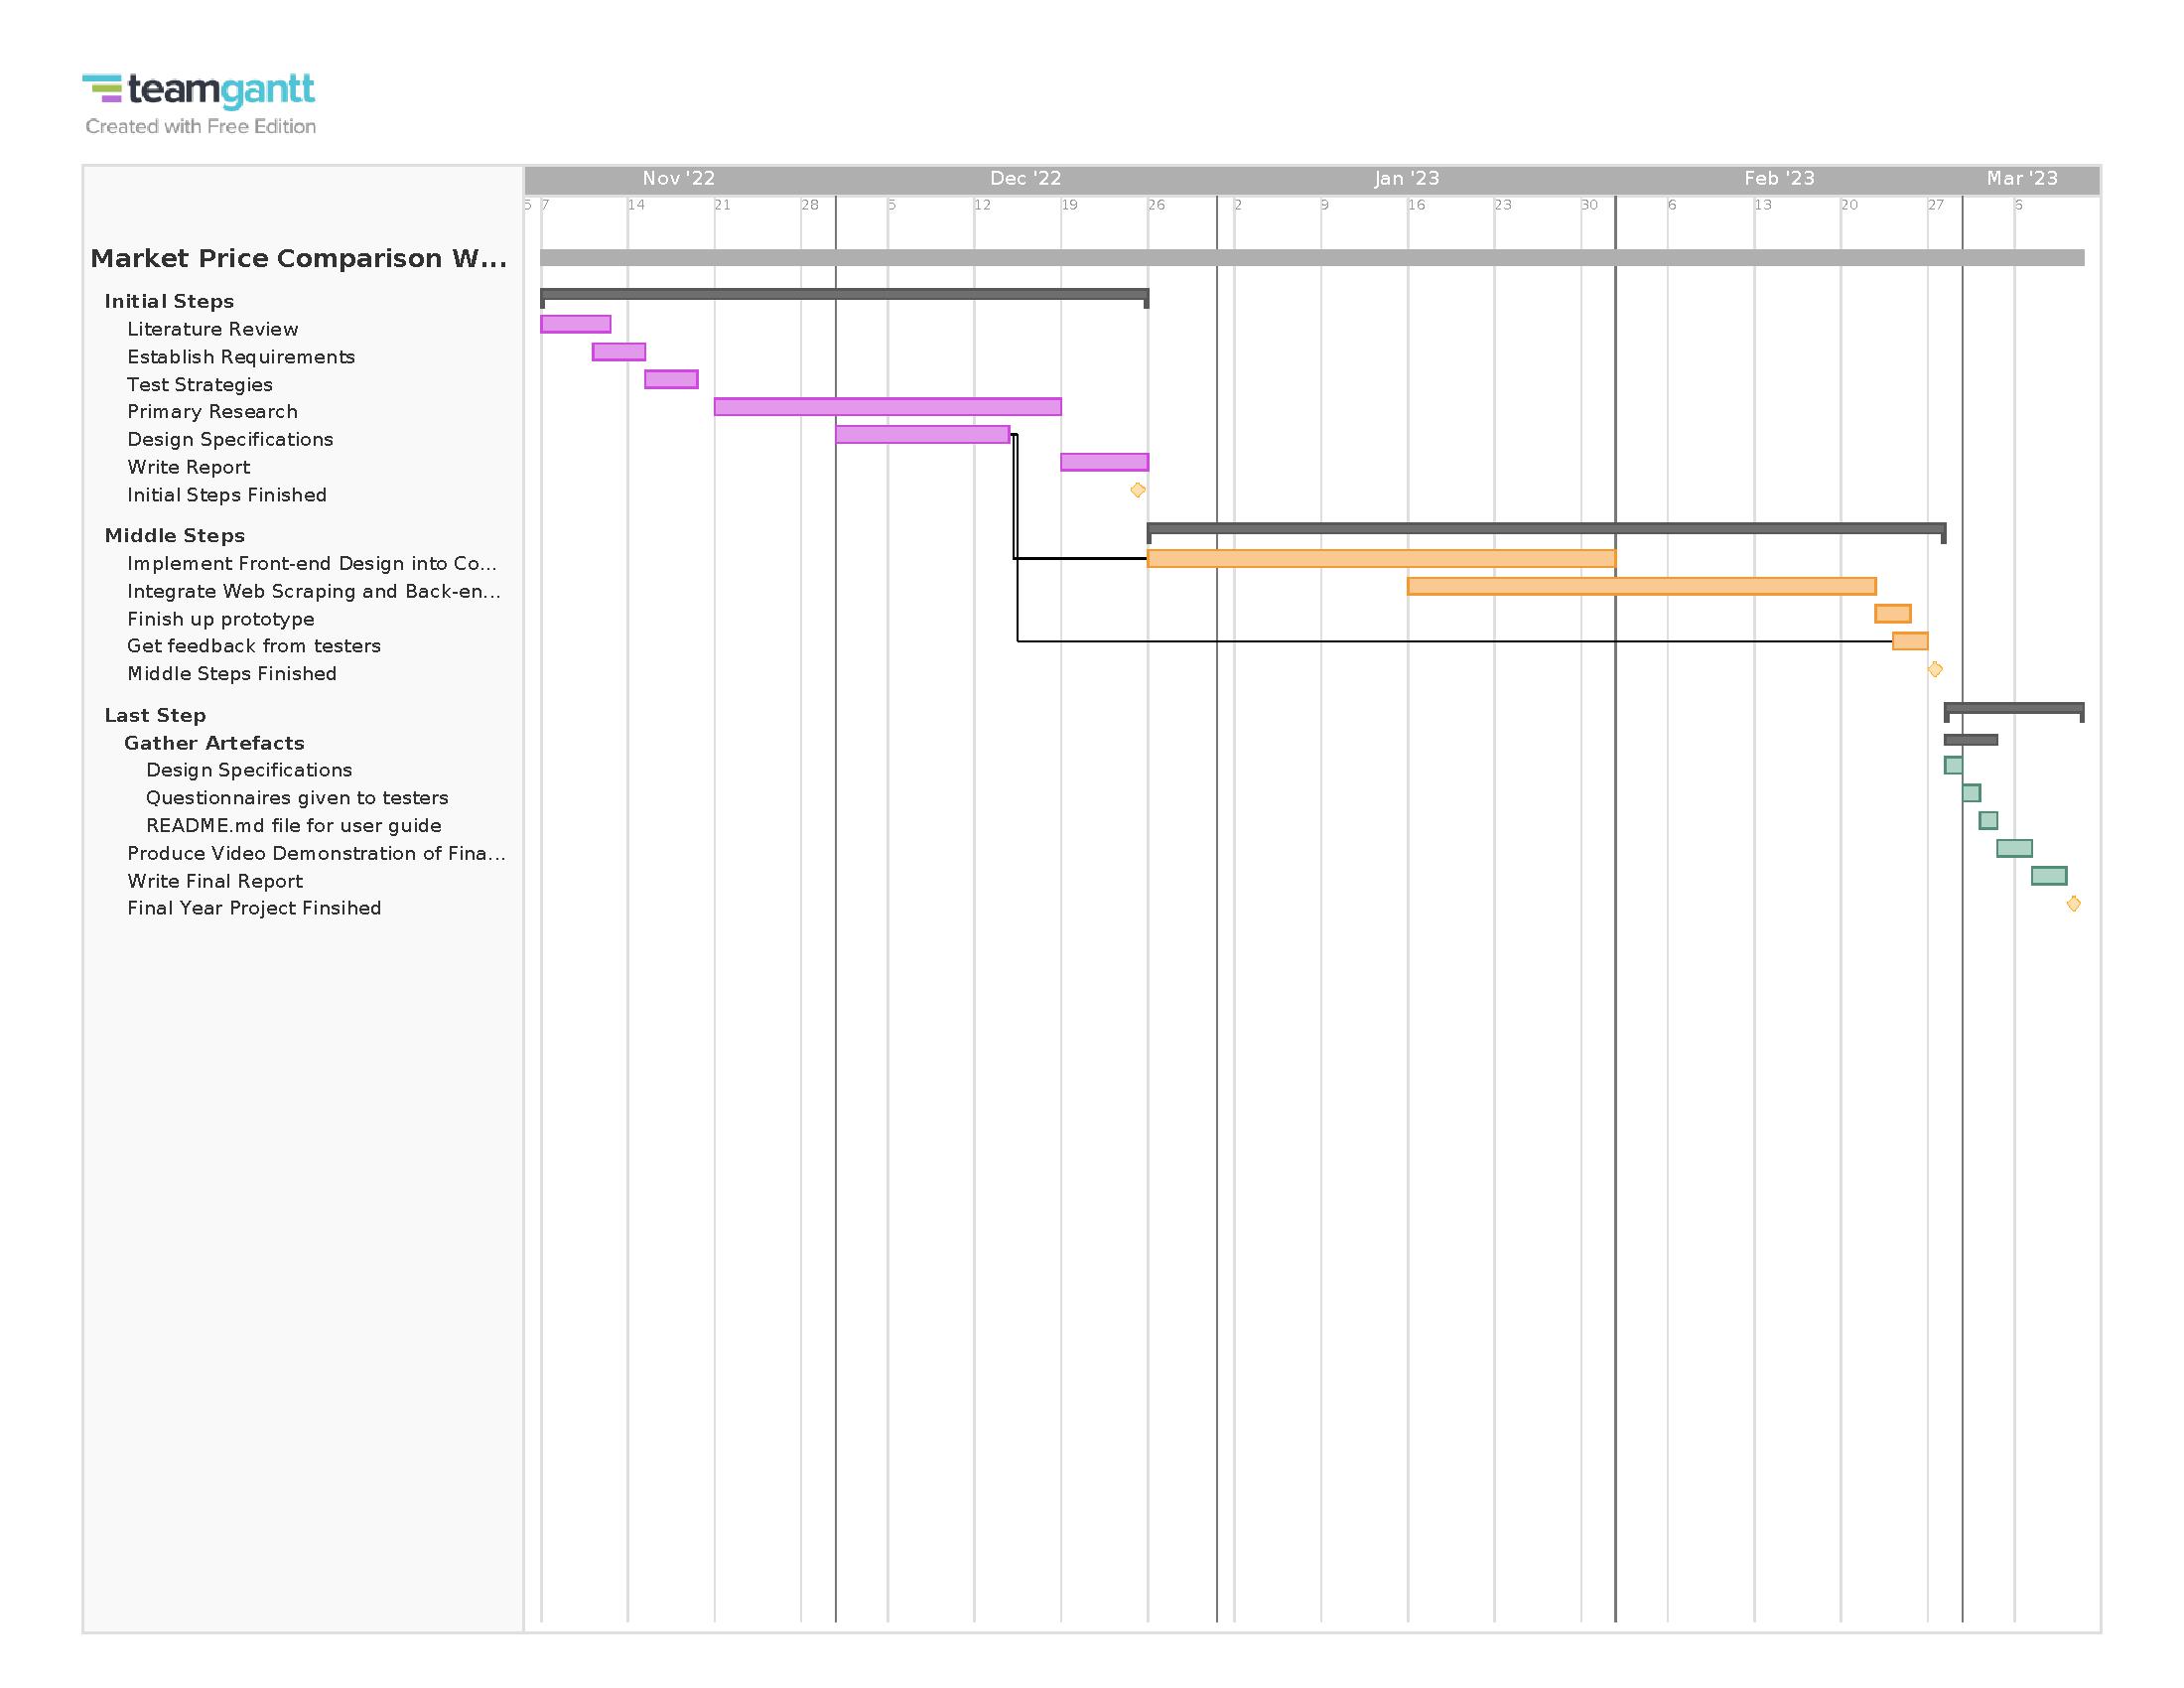 teamgantt
Created with Free Edition
Nov '22 Dec '22 Jan '23 Feb '23 Mar '23
7 14 21 28 5 12 19 26 2 9 16 23 30 6 13 20 27 6
Market Price Comparison W...
Initial Steps
Literature Review
Establish Requirements
Test Strategies
Primary Research
Design Specifications
Write Report
Initial Steps Finished
Middle Steps
Implement Front-end Design into Co...
Integrate Web Scraping and Back-en...
Finish up prototype
Get feedback from testers
Middle Steps Finished
Last Step
Gather Artefacts
Design Specifications
Questionnaires given to testers
README.md file for user guide
Produce Video Demonstration of Fina...
Write Final Report
Final Year Project Finsihed